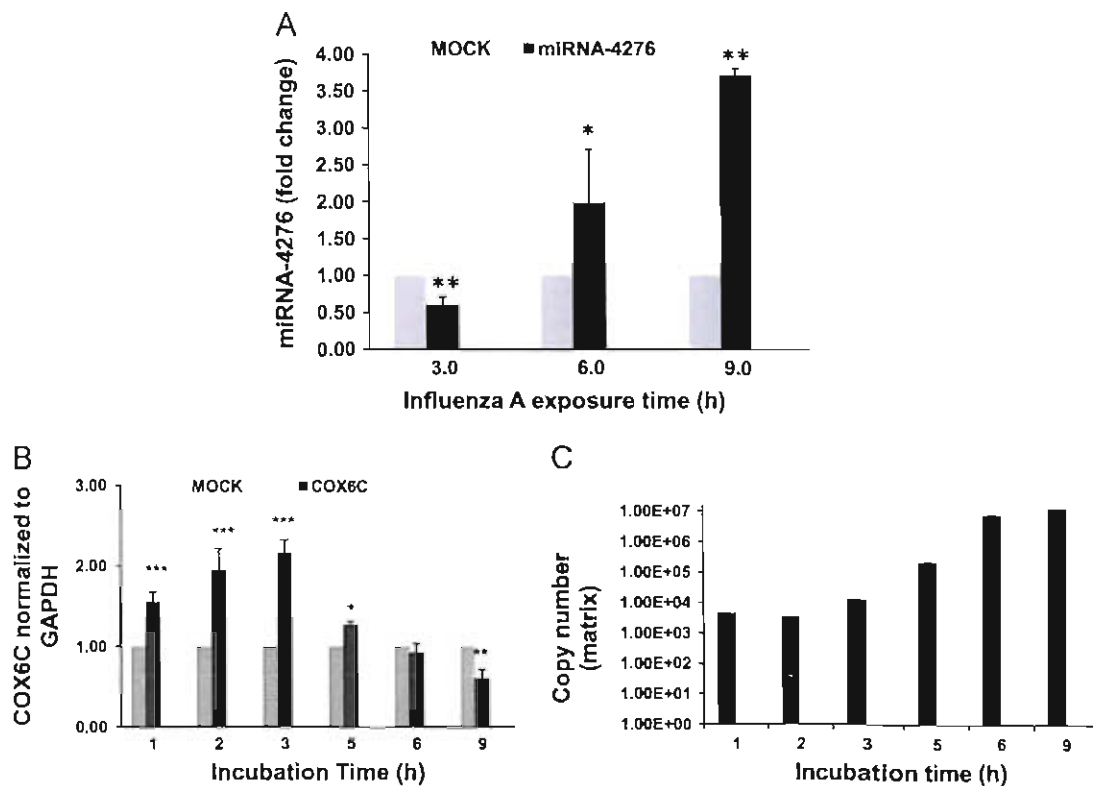 A
MOCK ■ miRNA-4276
miRNA-4276 (fold change)
4.00
3.50
3.00
2.50
2.00
1.50
1.00
0.50
0.00
**
*
**
3.0 6.0 9.0
Influenza A exposure time (h)
B
MOCK ■ COX6C
COX6C normalized to
GAPDH
3.00
2.00
1.00
0.00
***
***
***
*
**
1 2 3 5 6 9
Incubation Time (h)
C
Copy number
(matrix)
1.00E+07
1.00E+06
1.00E+05
1.00E+04
1.00E+03
1.00E+02
1.00E+01
1.00E+00
1 2 3 5 6 9
Incubation time (h)